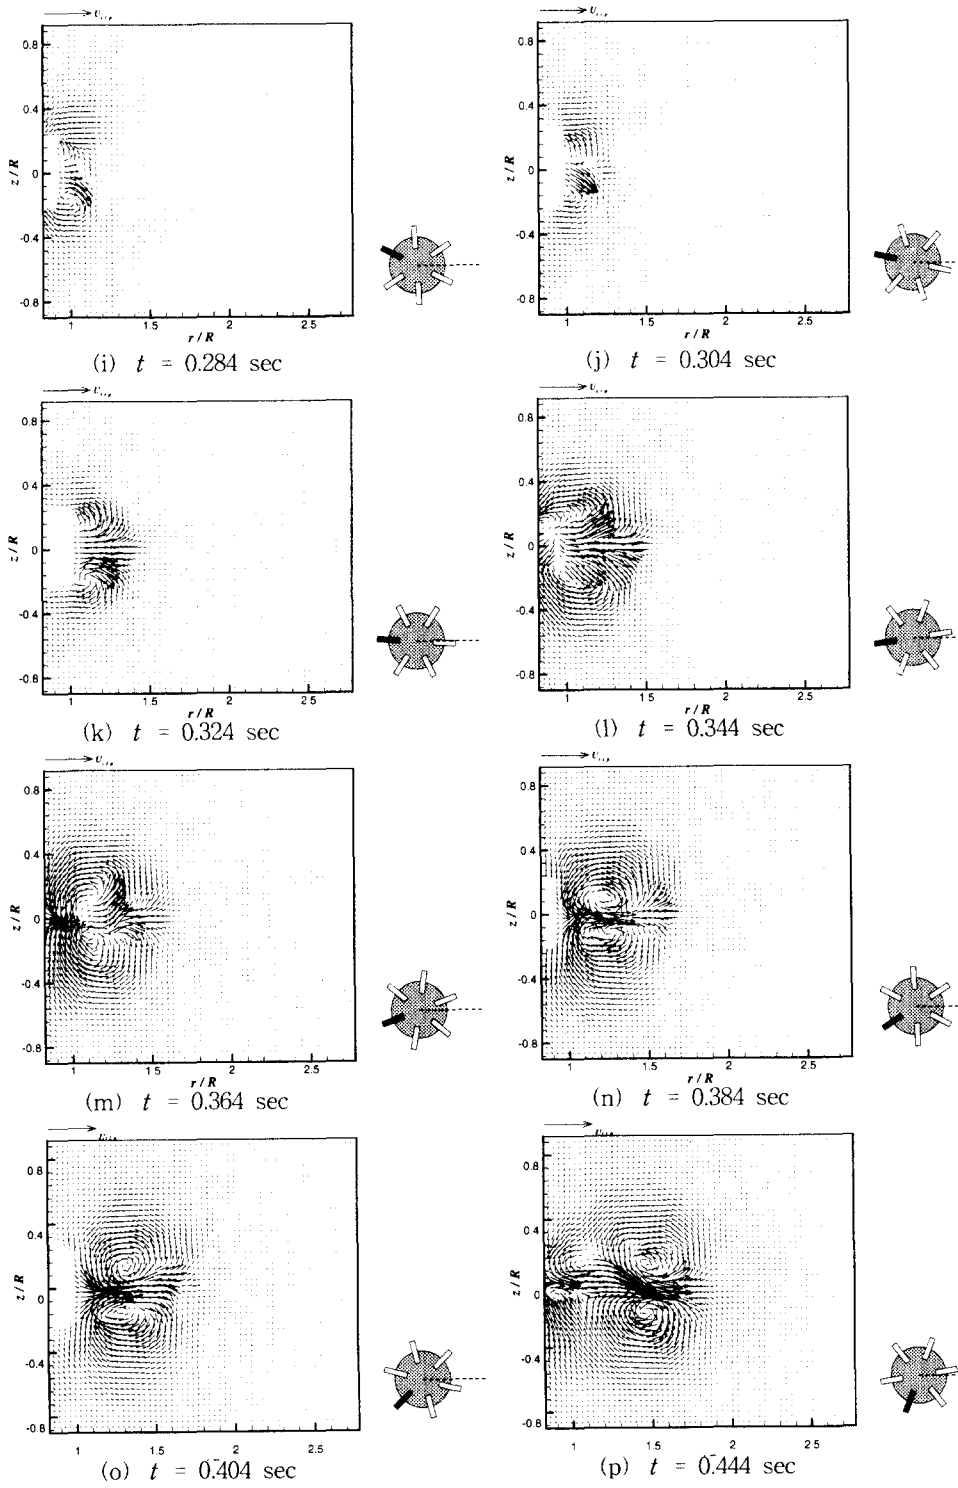 υtip υtip
0.8 0.8
0.4 0.4
z/R 0 z/R 0
-0.4 -0.4
-0.8 -0.8
1 1.5 2 2.5 1 1.5 2 2.5
r/R r/R
(i) t = 0.284 sec (j) t = 0.304 sec
υtip υtip
0.8 0.8
0.4 0.4
z/R 0 z/R 0
-0.4 -0.4
-0.8 -0.8
1 1.5 2 2.5 1 1.5 2 2.5
r/R r/R
(k) t = 0.324 sec (l) t = 0.344 sec
υtip υtip
0.8 0.8
0.4 0.4
z/R 0 z/R 0
-0.4 -0.4
-0.8 -0.8
1 1.5 2 2.5 1 1.5 2 2.5
r/R r/R
(m) t = 0.364 sec (n) t = 0.384 sec
0.8 0.8
0.4 0.4
z/R 0 z/R 0
-0.4 -0.4
-0.8 -0.8
1 1.5 2 2.5 1 1.5 2 2.5
(o) t = 0.404 sec (p) t = 0.444 sec